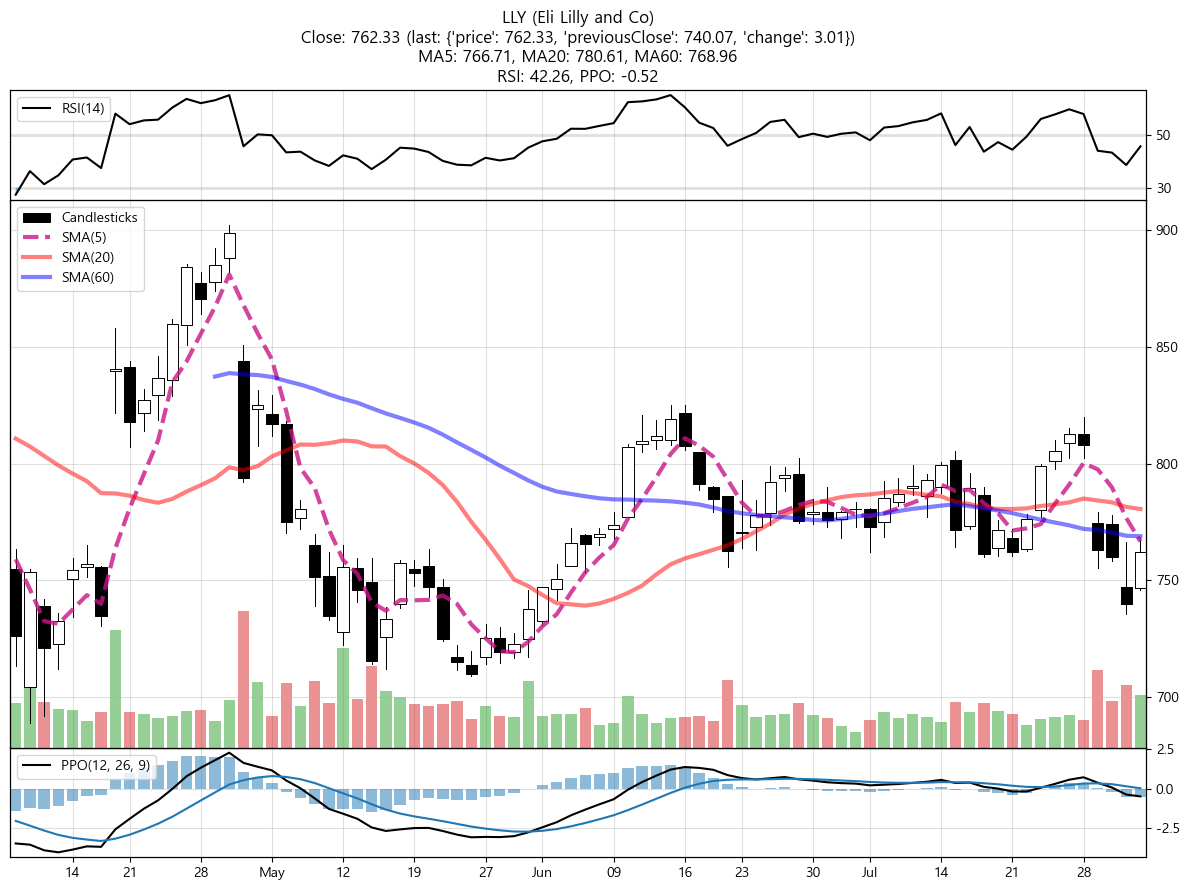 LLY (Eli Lilly and Co)
Close: 762.33 (last: {'price': 762.33, 'previousClose': 740.07, 'change': 3.01})
MA5: 766.71, MA20: 780.61, MA60: 768.96
RSI: 42.26, PPO: -0.52
RSI(14)
50
30
Candlesticks
SMA(5)
SMA(20)
SMA(60)
900
850
800
750
700
PPO(12, 26, 9)
2.5
0.0
-2.5
14 21 28 May 12 19 27 Jun 09 16 23 30 Jul 14 21 28